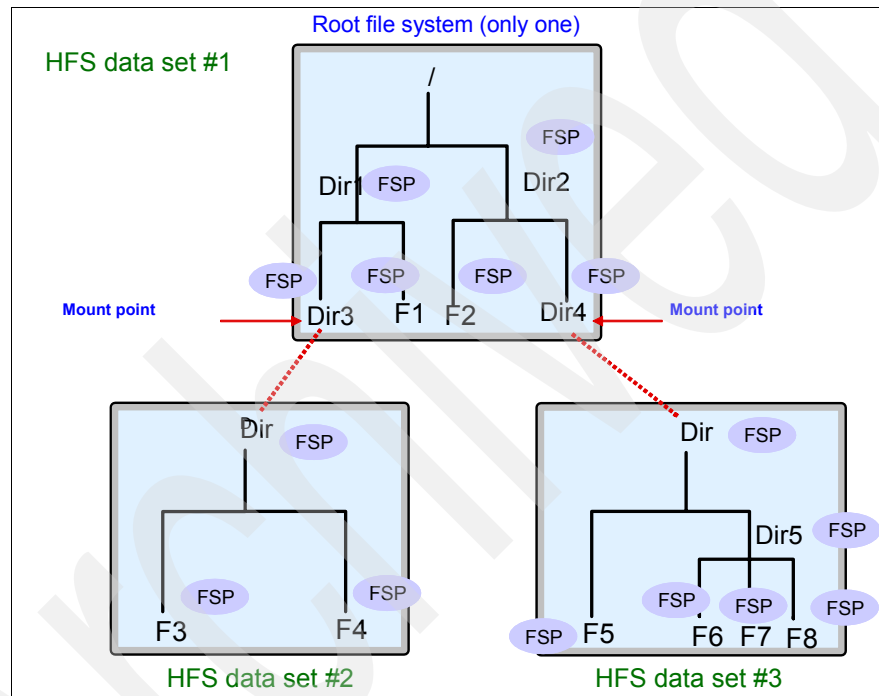 Root file system (only one)
HFS data set #1
/
FSP
Dir1 FSP Dir2
FSP FSP FSP FSP
Mount point Dir3 F1 F2 Dir4 Mount point
Dir FSP
Dir FSP
Dir5 FSP
FSP FSP
FSP FSP FSP
F3 F4
FSP F5 F6 F7 F8
HFS data set #2
HFS data set #3